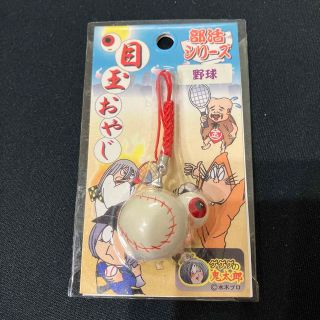 目玉おやじ
部活
シリーズ
野球
ゲゲゲの
鬼太郎
©水木プロ